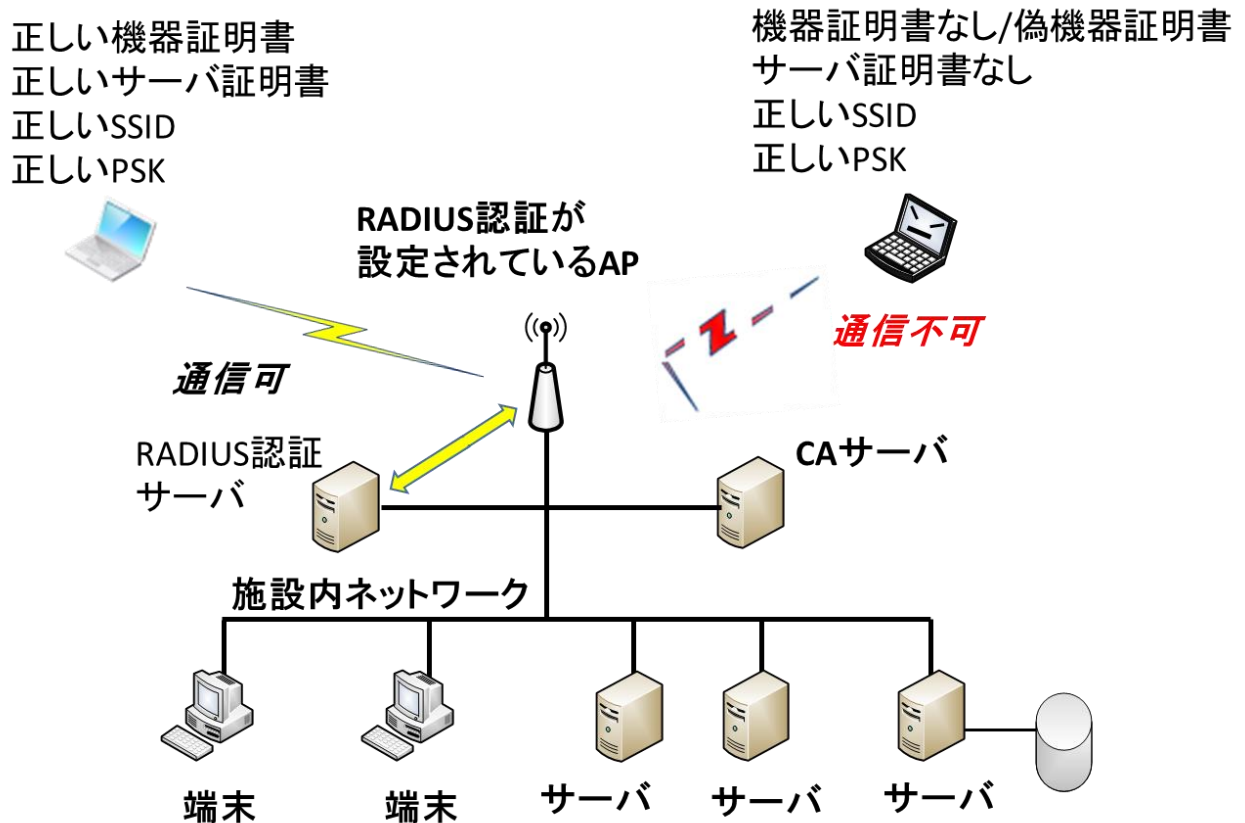 正しい機器証明書
正しいサーバ証明書
正しいSSID
正しいPSK
機器証明書なし/偽機器証明書
サーバ証明書なし
正しいSSID
正しいPSK
RADIUS認証が
設定されているAP
通信可
通信不可
RADIUS認証
サーバ
CAサーバ
施設内ネットワーク
端末
端末
サーバ
サーバ
サーバ